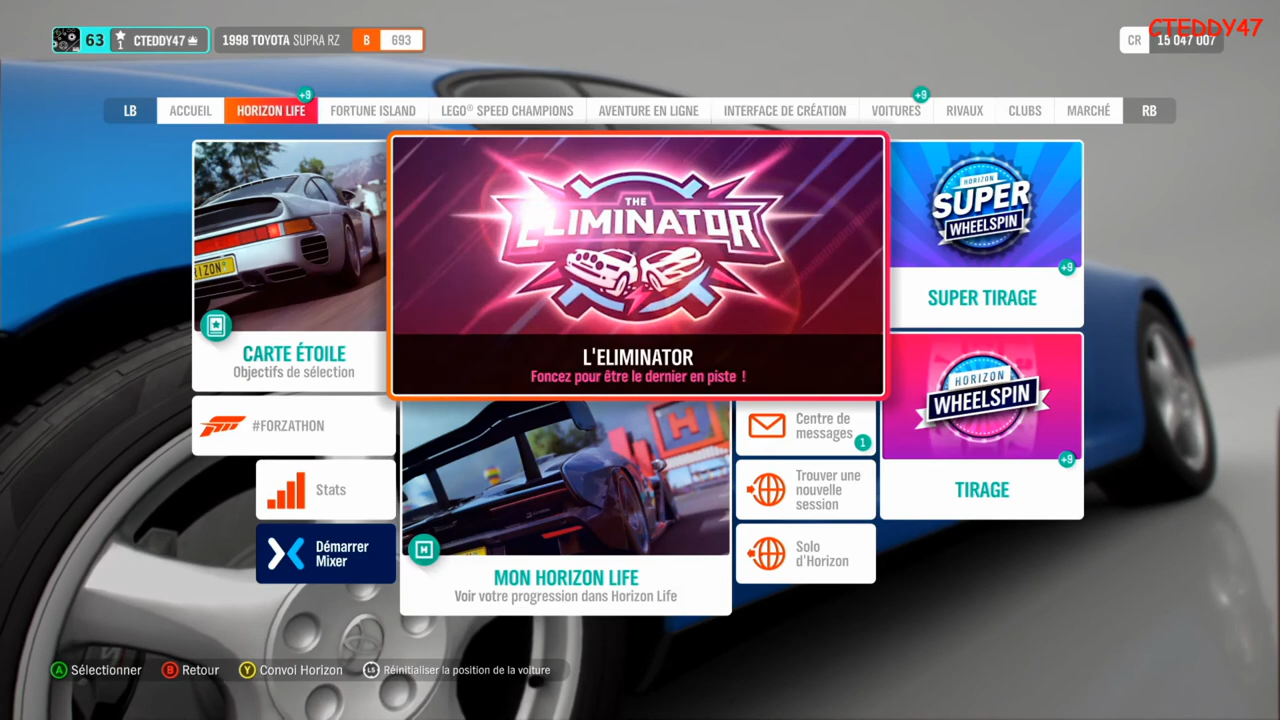 63 1 CTEDDY47 1998 TOYOTA SUPRA RZ B 693
CR 15 047 007
CTEDDY47
+9 +9
LB ACCUEIL HORIZON LIFE FORTUNE ISLAND LEGO® SPEED CHAMPIONS AVENTURE EN LIGNE INTERFACE DE CRÉATION VOITURES RIVAUX CLUBS MARCHÉ RB
CARTE ÉTOILE
Objectifs de sélection
#FORZATHON
Stats
Démarrer
Mixer
THE
ELIMINATOR
L'ELIMINATOR
Foncez pour être le dernier en piste !
H
MON HORIZON LIFE
Voir votre progression dans Horizon Life
Centre de
messages
1
Trouver une
nouvelle
session
Solo
d'Horizon
HORIZON
SUPER
WHEELSPIN
+9
SUPER TIRAGE
HORIZON
WHEELSPIN
+9
TIRAGE
A Sélectionner B Retour Y Convoi Horizon LS Réinitialiser la position de la voiture